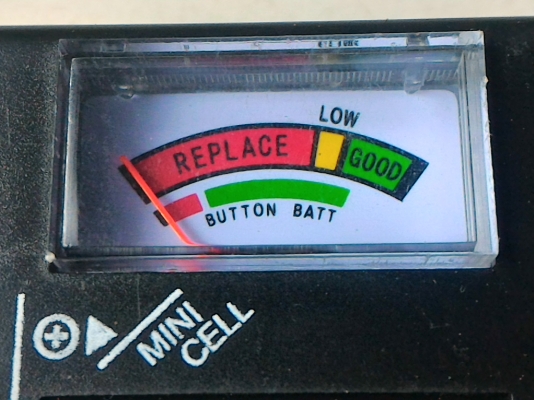 LOW
REPLACE
GOOD
BUTTON BATT
MINI
CELL